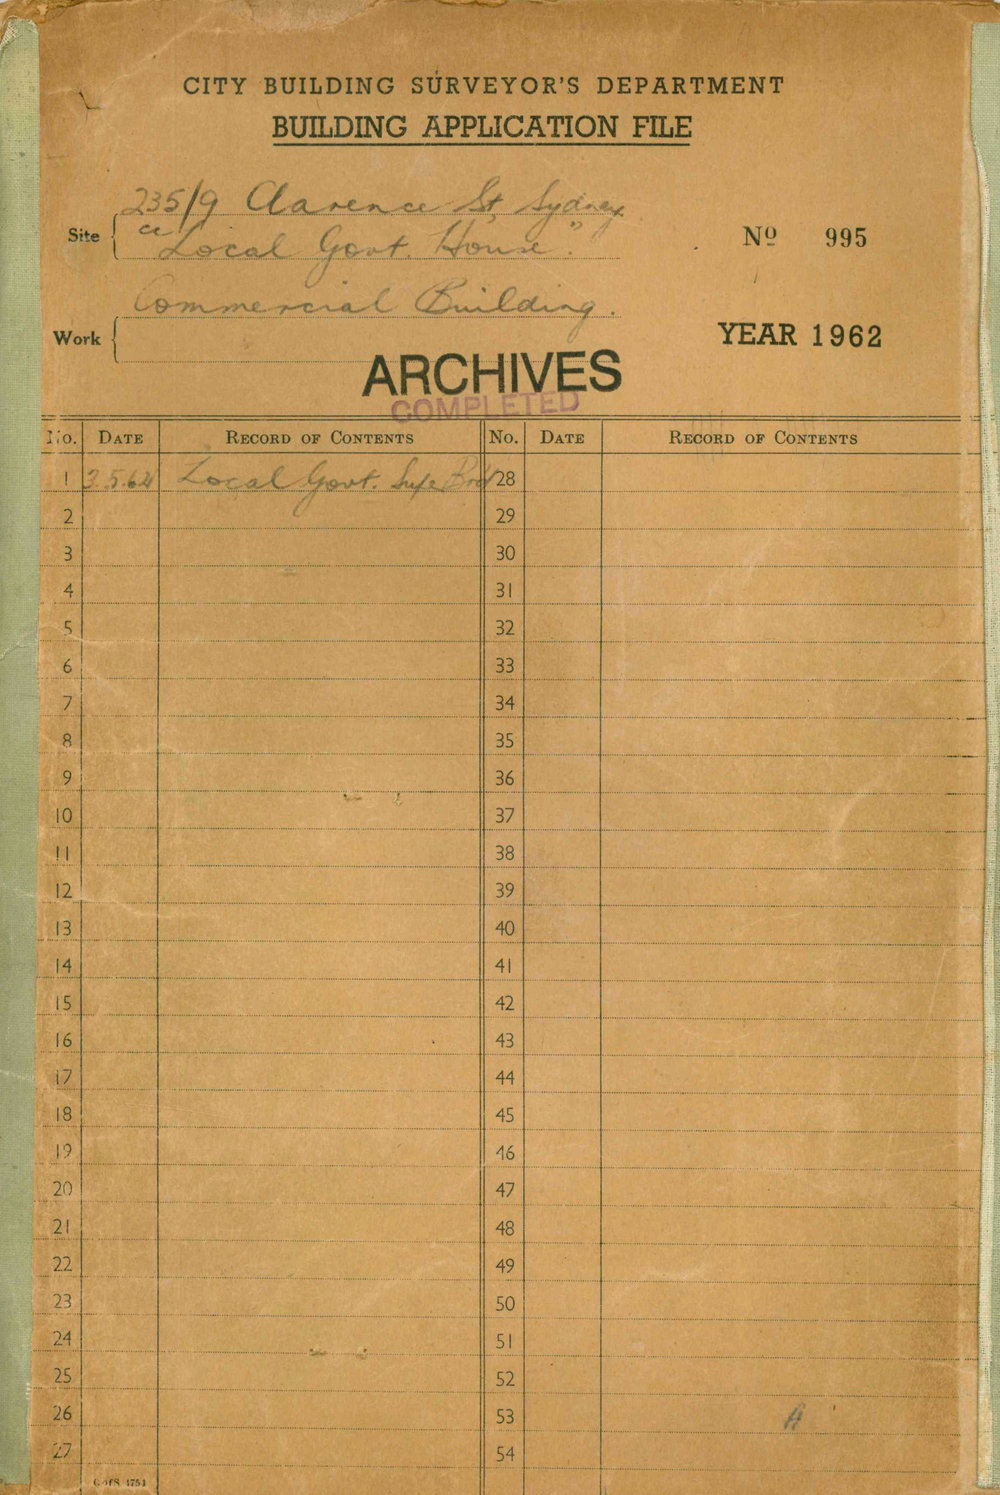 CITY BUILDING SURVEYOR'S DEPARTMENT
BUILDING APPLICATION FILE
Site
235/9 Clarence St, Sydney
"Local Govt. House".
Nº 995
Work
Commercial Building.
YEAR 1962
ARCHIVES
COMPLETED
No. DATE RECORD OF CONTENTS No. DATE RECORD OF CONTENTS
1 3.5.62 Local Govt. Supe 28
2 29
3 30
4 31
5 32
6 33
7 34
8 35
9 36
10 37
11 38
12 39
13 40
14 41
15 42
16 43
17 44
18 45
19 46
20 47
21 48
22 49
23 50
24 51
25 52
26 53
27 54
C of S 1751